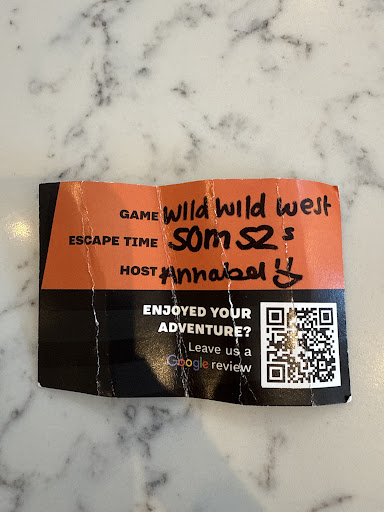 GAME Wild Wild West
ESCAPE TIME 50m 52s
HOST Annabel
ENJOYED YOUR
ADVENTURE?
Leave us a
Google review